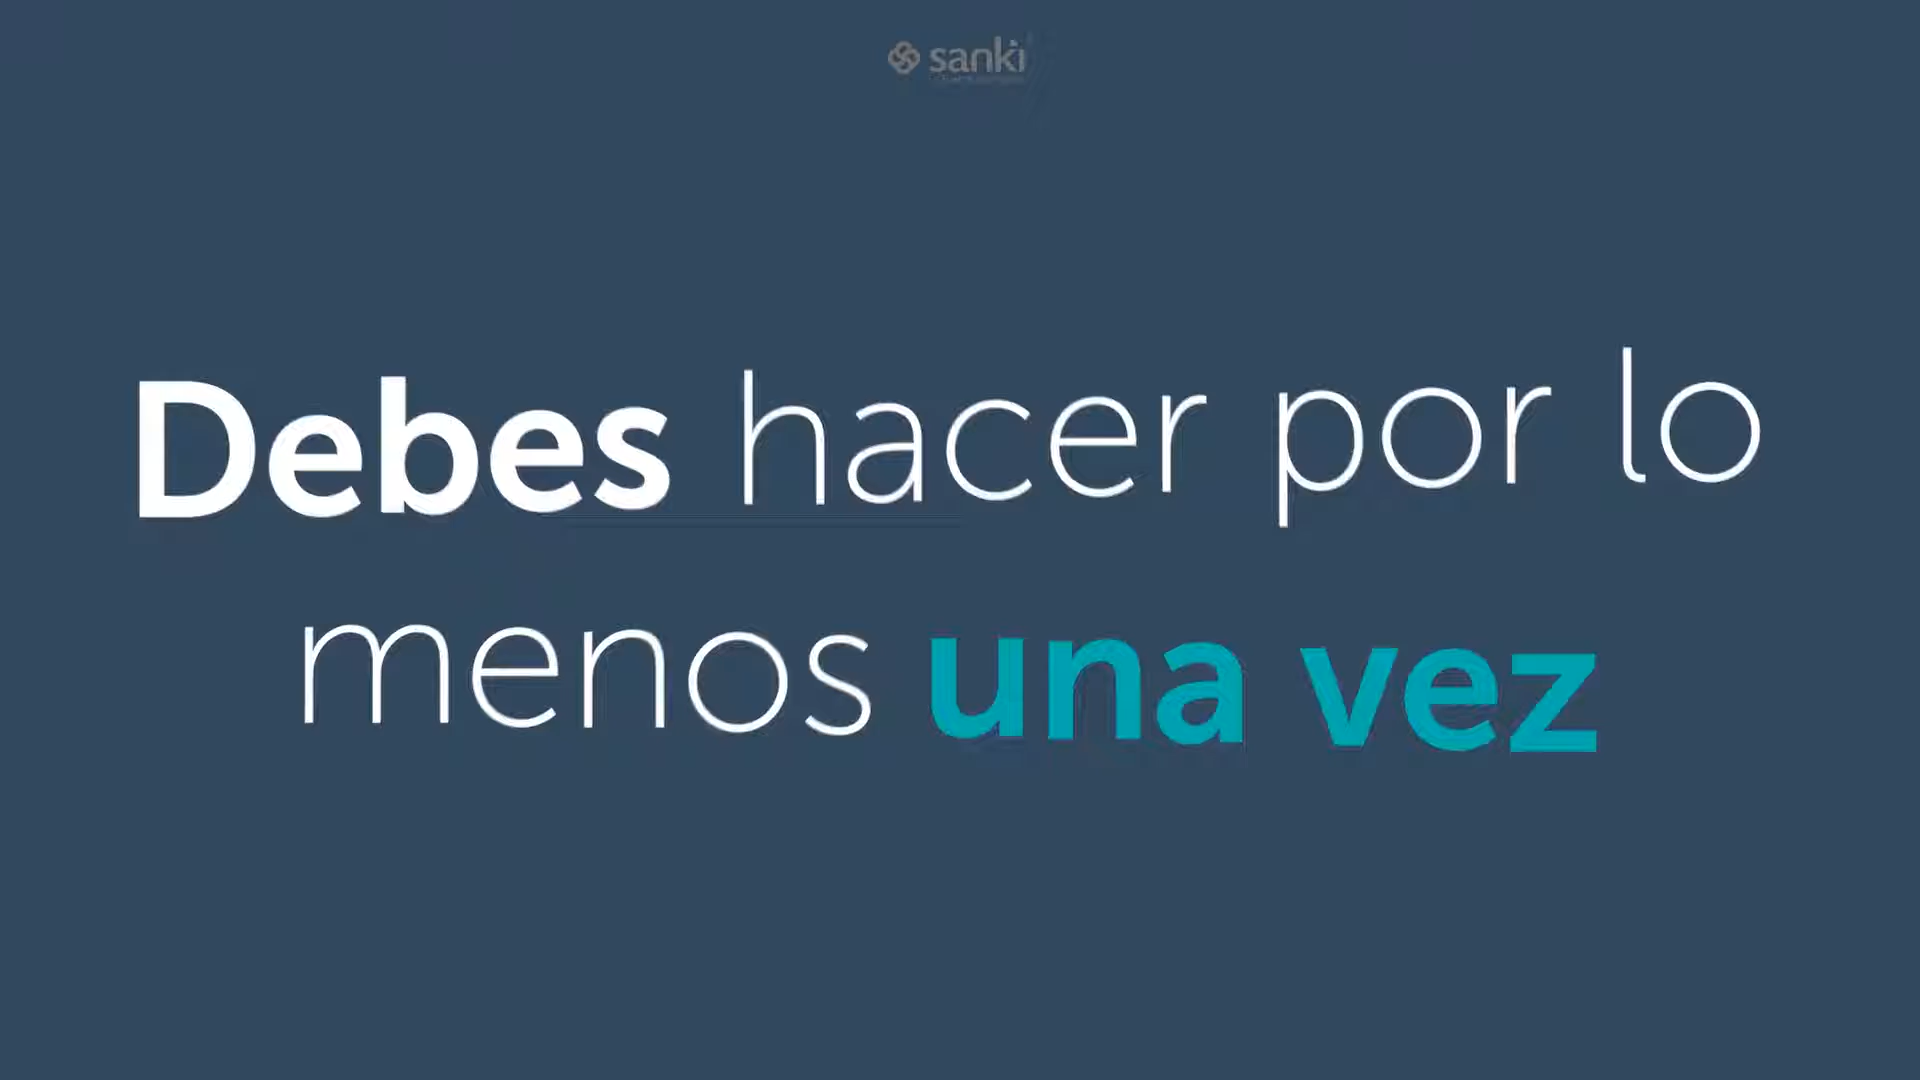 sanki
Debes hacer por lo
menos una vez